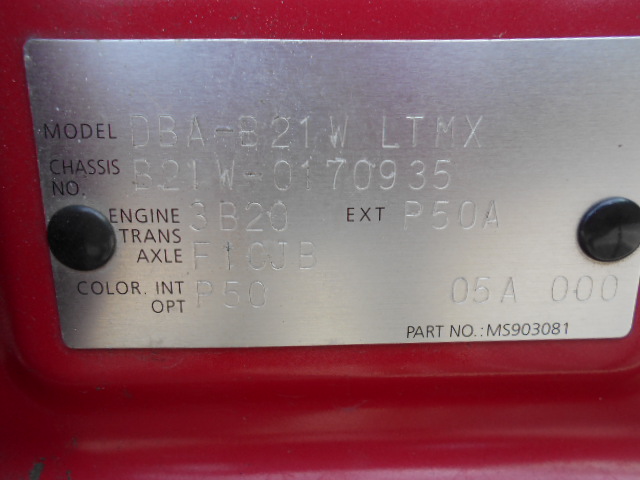 MODEL DBA-B21W LTMX
CHASSIS NO. B21W-0170935
ENGINE 3B20 EXT P50A
TRANS AXLE F1CJB
COLOR. INT OPT P50 05A 000
PART NO.:MS903081